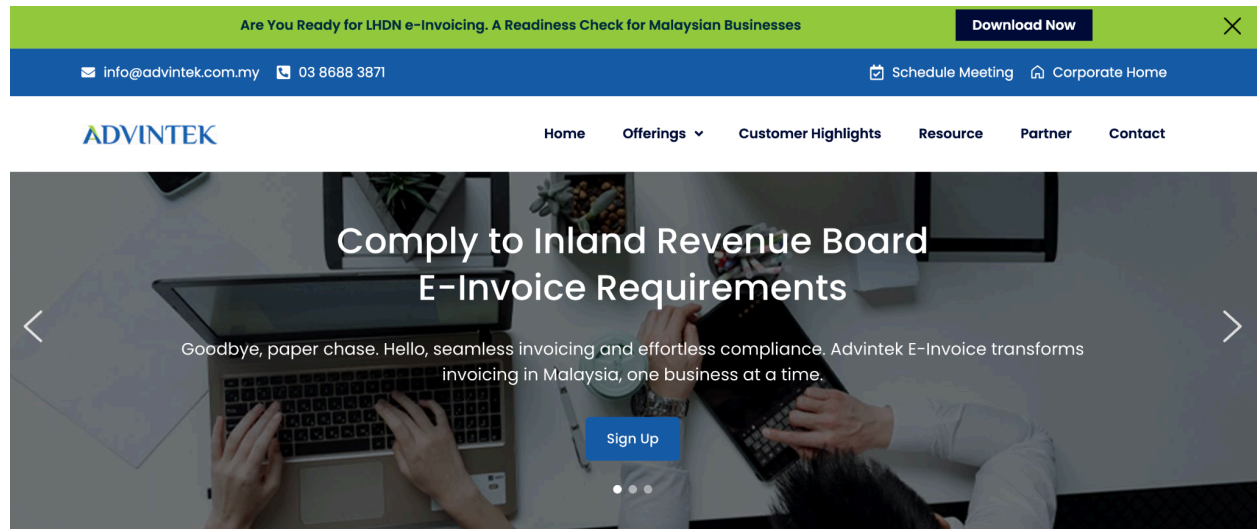 Are You Ready for LHDN e-Invoicing. A Readiness Check for Malaysian Businesses
Download Now
info@advintek.com.my
03 8688 3871
Schedule Meeting
Corporate Home
ADVINTEK
Home
Offerings
Customer Highlights
Resource
Partner
Contact
Comply to Inland Revenue Board
E-Invoice Requirements
Goodbye, paper chase. Hello, seamless invoicing and effortless compliance. Advintek E-Invoice transforms
invoicing in Malaysia, one business at a time.
Sign Up